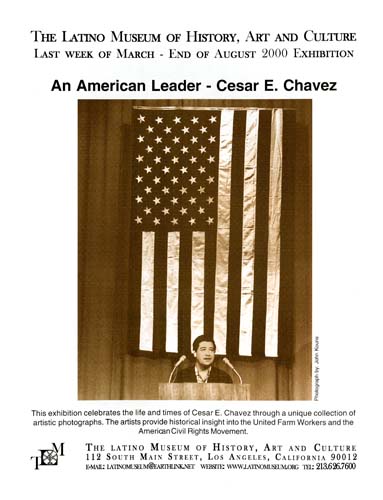 The Latino Museum of History, Art and Culture
Last week of March - End of August 2000 Exhibition
An American Leader - Cesar E. Chavez
Photograph by: John Kouns
This exhibition celebrates the life and times of Cesar E. Chavez through a unique collection of
artistic photographs. The artists provide historical insight into the United Farm Workers and the
American Civil Rights Movement.
The Latino Museum of History, Art and Culture
112 South Main Street, Los Angeles, California 90012
e-mail: latinomuseum@earthlink.net website: www.latinomuseum.org tel: 213.626.7600